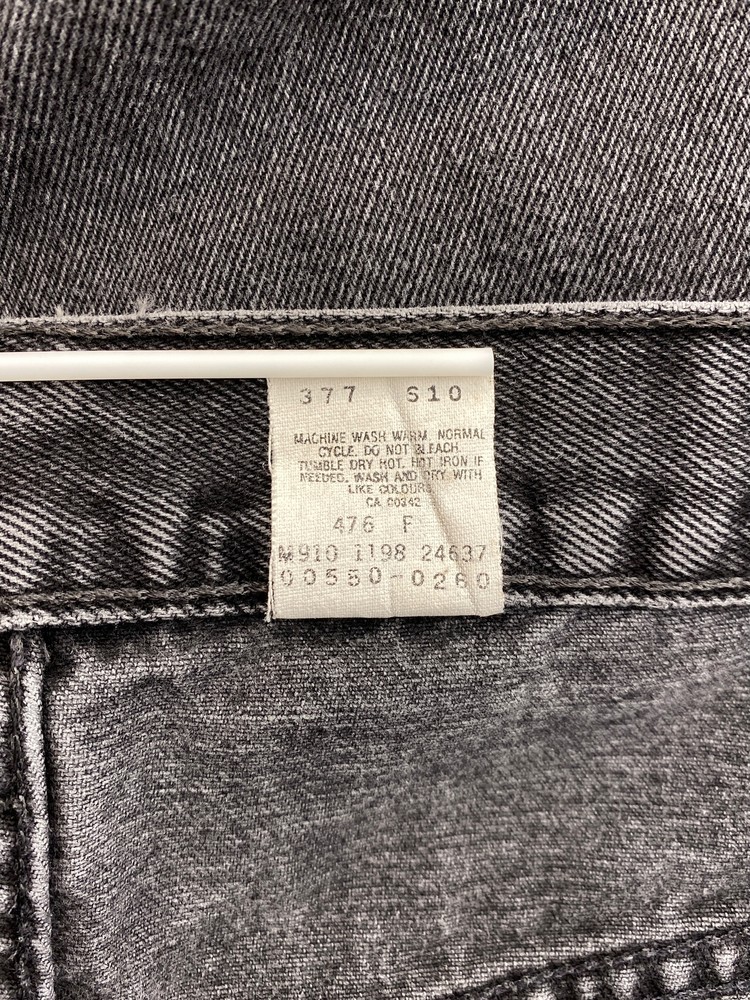 377 S10
MACHINE WASH WARM. NORMAL
CYCLE. DO NOT BLEACH.
TUMBLE DRY HOT. HOT IRON IF
NEEDED. WASH AND DRY WITH
LIKE COLOURS.
CA 00342
476 F
M910 1198 24637
00550-0260